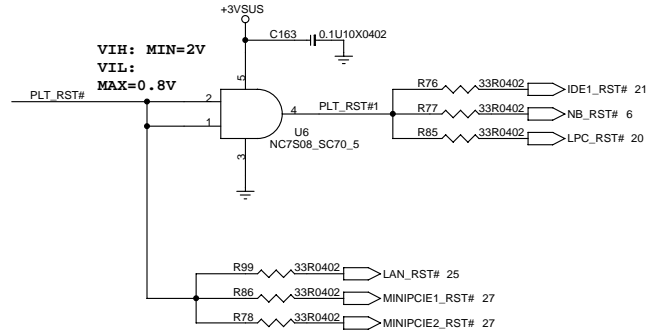 +3VSUS
C163 0.1U10X0402
VIH: MIN=2V
VIL:
MAX=0.8V
PLT_RST#
5
2
1
4
3
U6
NC7S08_SC70_5
PLT_RST#1
R76 33R0402 IDE1_RST# 21
R77 33R0402 NB_RST# 6
R85 33R0402 LPC_RST# 20
R99 33R0402 LAN_RST# 25
R86 33R0402 MINIPCIE1_RST# 27
R78 33R0402 MINIPCIE2_RST# 27